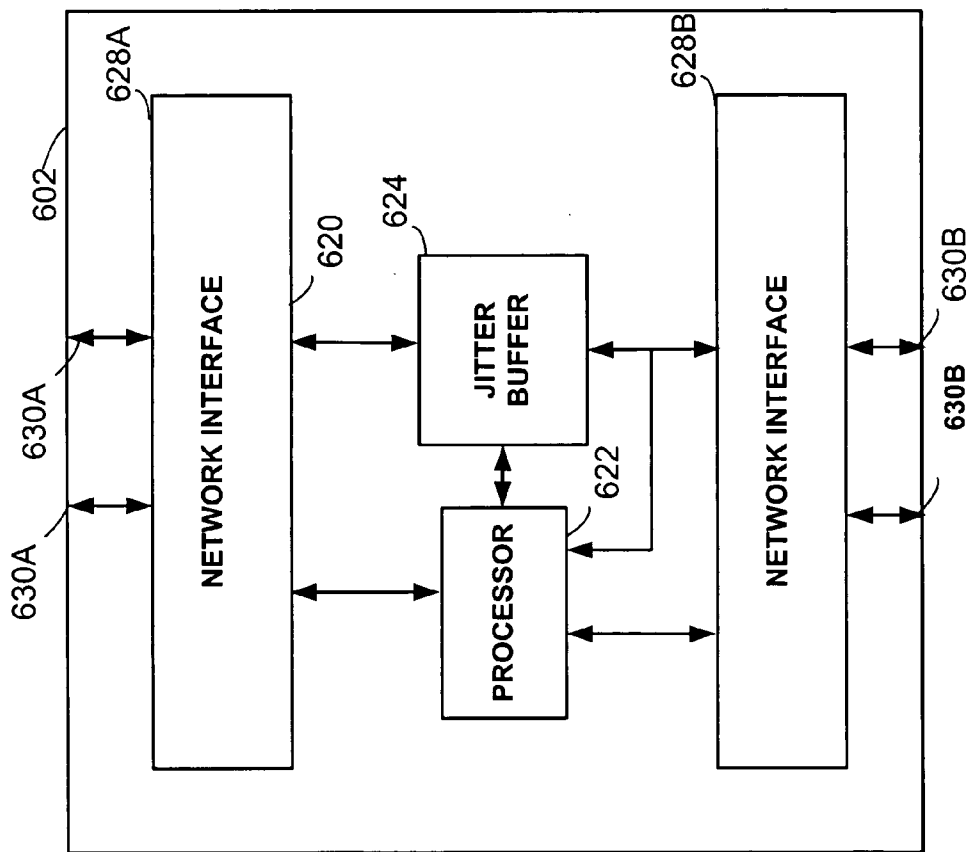 602
628A
630A
630A
NETWORK INTERFACE
620
624
JITTER
BUFFER
PROCESSOR
622
628B
NETWORK INTERFACE
630B
630B